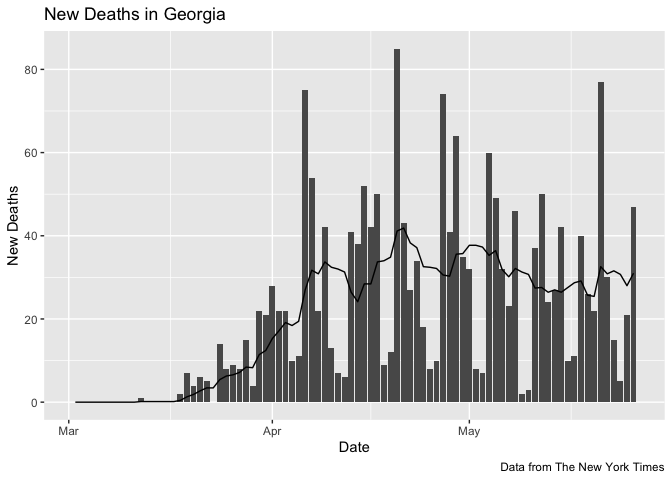 New Deaths in Georgia
New Deaths
80
60
40
20
0
Mar
Apr
May
Date
Data from The New York Times